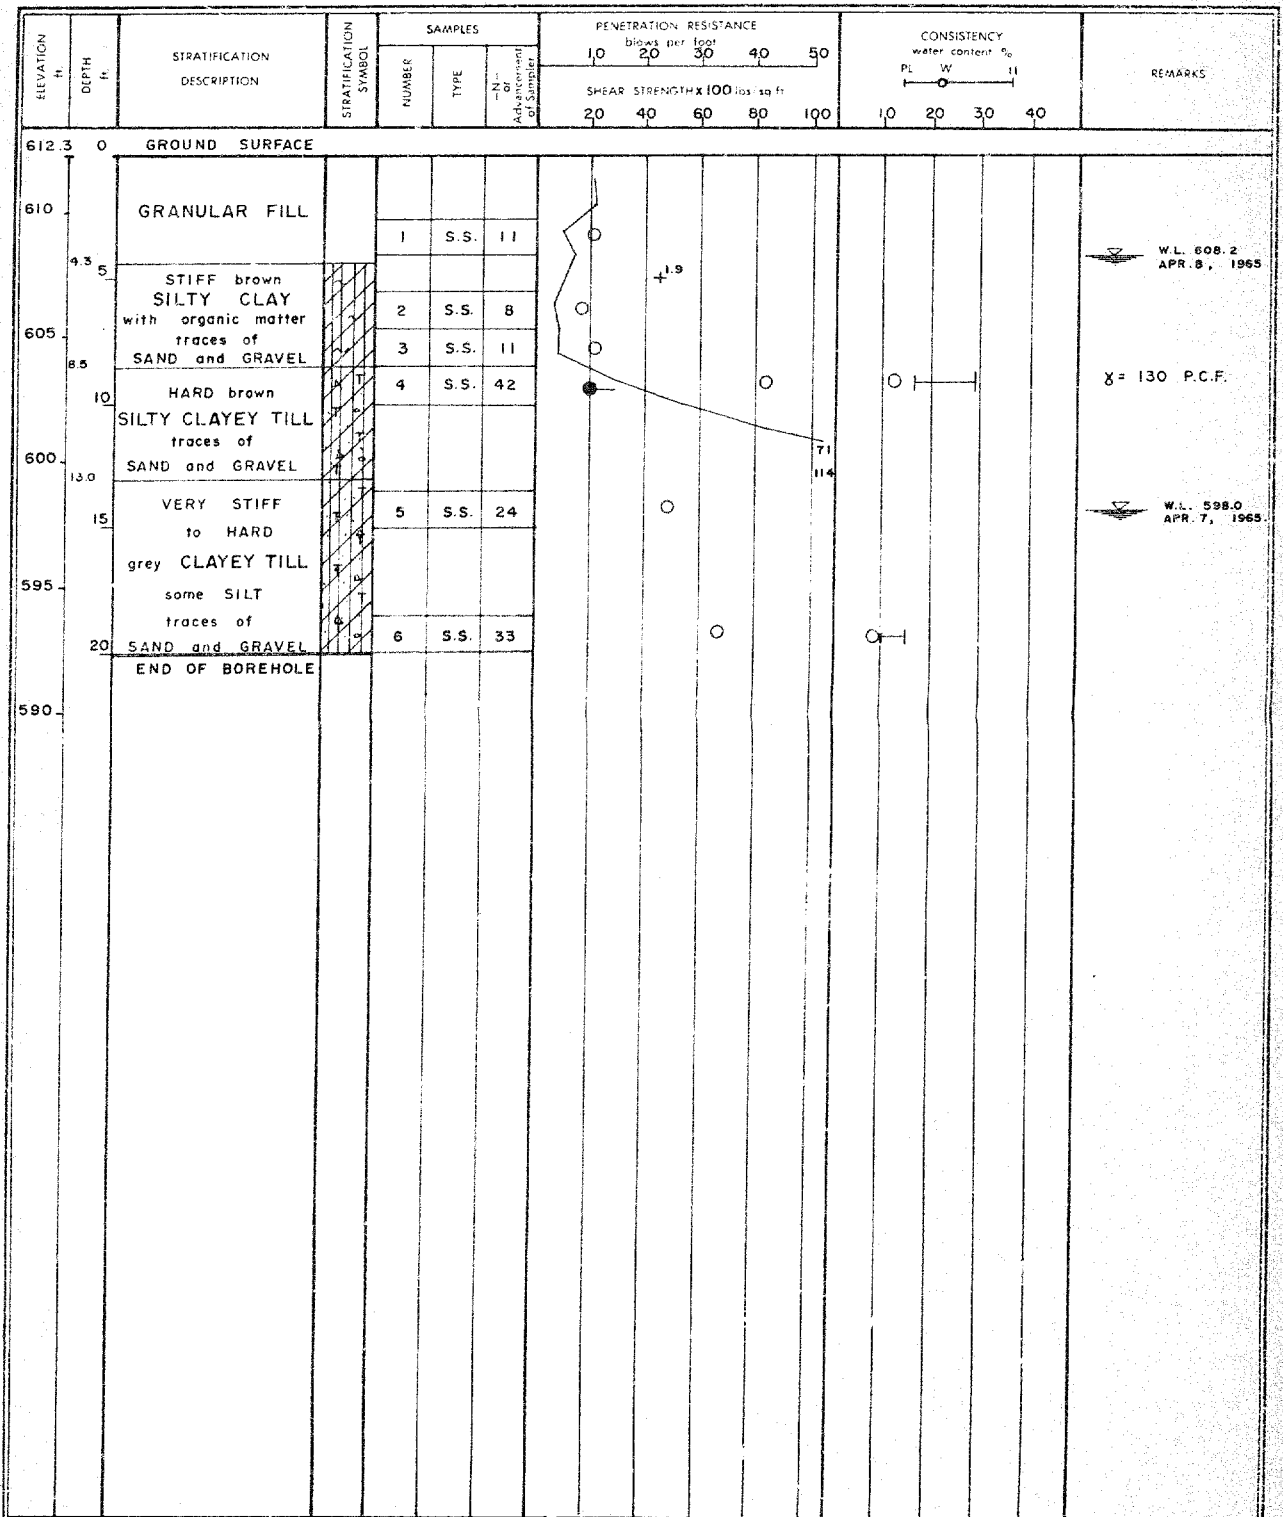 ELEVATION ft.
DEPTH ft.
STRATIFICATION DESCRIPTION
STRATIFICATION SYMBOL
SAMPLES
NUMBER
TYPE
"N" or Advancement of Sampler
PENETRATION RESISTANCE
blows per foot
10 20 30 40 50
SHEAR STRENGTH x 100 lbs/sq ft
20 40 60 80 100
CONSISTENCY
water content %
PL W
10 20 30 40
REMARKS
612.3 0 GROUND SURFACE
610 GRANULAR FILL
1 S.S. 11
W.L. 608.2
APR. 8, 1965
4.3
5
STIFF brown
SILTY CLAY
with organic matter
traces of
SAND and GRAVEL
+1.9
2 S.S. 8
605
3 S.S. 11
8.5
HARD brown
SILTY CLAYEY TILL
traces of
SAND and GRAVEL
4 S.S. 42
ɣ = 130 P.C.F.
10
71
600
114
13.0
VERY STIFF
to HARD
grey CLAYEY TILL
some SILT
traces of
SAND and GRAVEL
5 S.S. 24
W.L. 598.0
APR. 7, 1965.
15
595
6 S.S. 33
20
END OF BOREHOLE
590